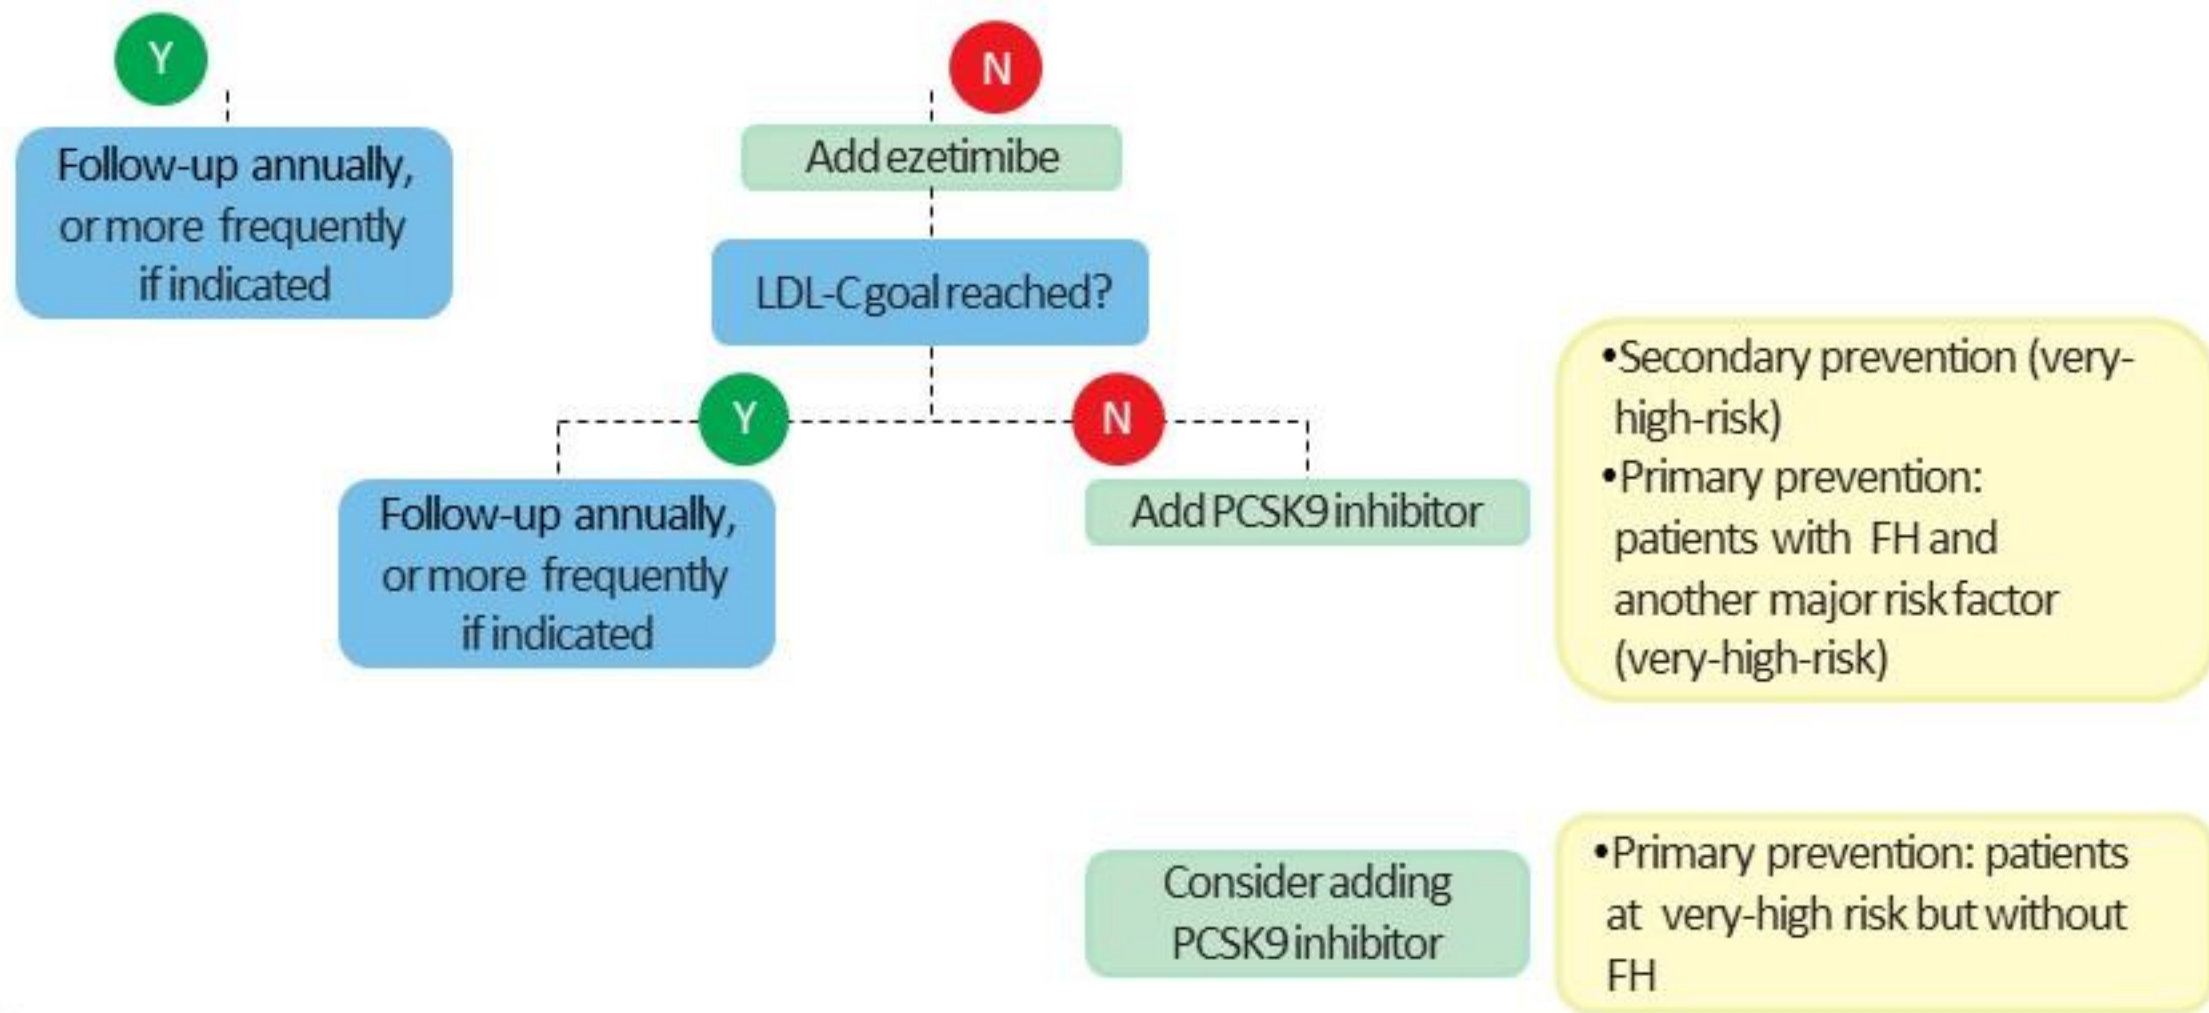 Y
N
Follow-up annually,
or more frequently
if indicated
Add ezetimibe
LDL-C goal reached?
Y
N
Follow-up annually,
or more frequently
if indicated
Add PCSK9 inhibitor
•Secondary prevention (very-
high-risk)
•Primary prevention:
patients with FH and
another major risk factor
(very-high-risk)
Consider adding
PCSK9 inhibitor
•Primary prevention: patients
at very-high risk but without
FH